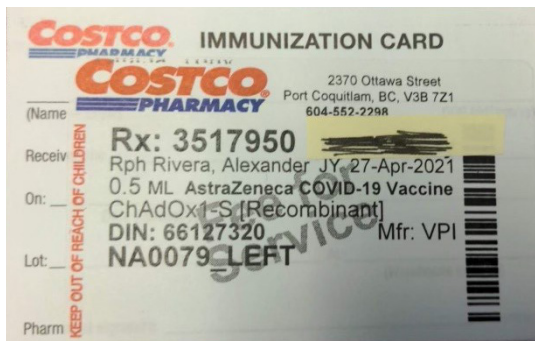 COSTCO PHARMACY IMMUNIZATION CARD
COSTCO PHARMACY
2370 Ottawa Street
Port Coquitlam, BC, V3B 7Z1
604-552-2298
(Name
Rx: 3517950
Receiv
Rph Rivera, Alexander JY, 27-Apr-2021
0.5 ML AstraZeneca COVID-19 Vaccine
On:
ChAdOx1-S [Recombinant]
DIN: 66127320 Mfr: VPI
Lot:
NA0079_LEFT
Pharm
KEEP OUT OF REACH OF CHILDREN
Fee for
Service